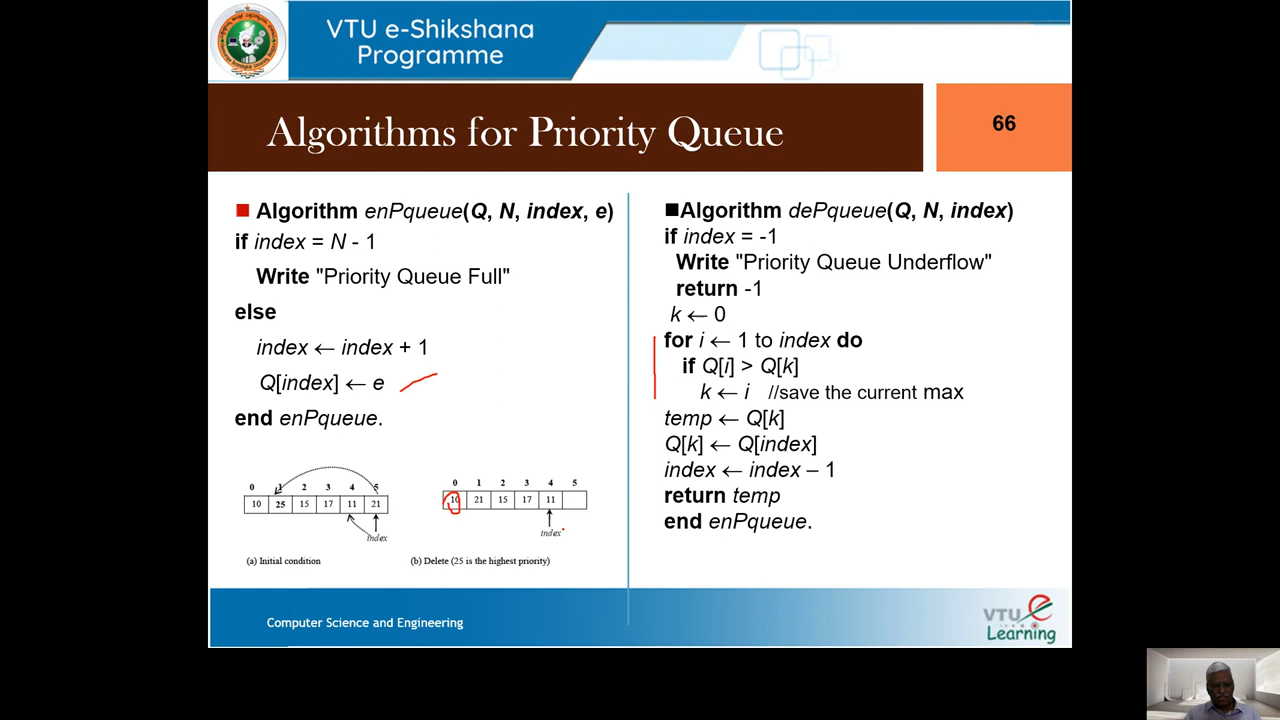 VTU e-Shikshana
Programme
Algorithms for Priority Queue
66
Algorithm enPqueue(Q, N, index, e)
if index = N - 1
Write "Priority Queue Full"
else
index ← index + 1
Q[index] ← e
end enPqueue.
0 1 2 3 4 5
10 25 15 17 11 21
index
(a) Initial condition
0 1 2 3 4 5
10 21 15 17 11
index
(b) Delete (25 is the highest priority)
Algorithm dePqueue(Q, N, index)
if index = -1
Write "Priority Queue Underflow"
return -1
k ← 0
for i ← 1 to index do
if Q[i] > Q[k]
k ← i //save the current max
temp ← Q[k]
Q[k] ← Q[index]
index ← index – 1
return temp
end enPqueue.
Computer Science and Engineering
VTU e
Learning